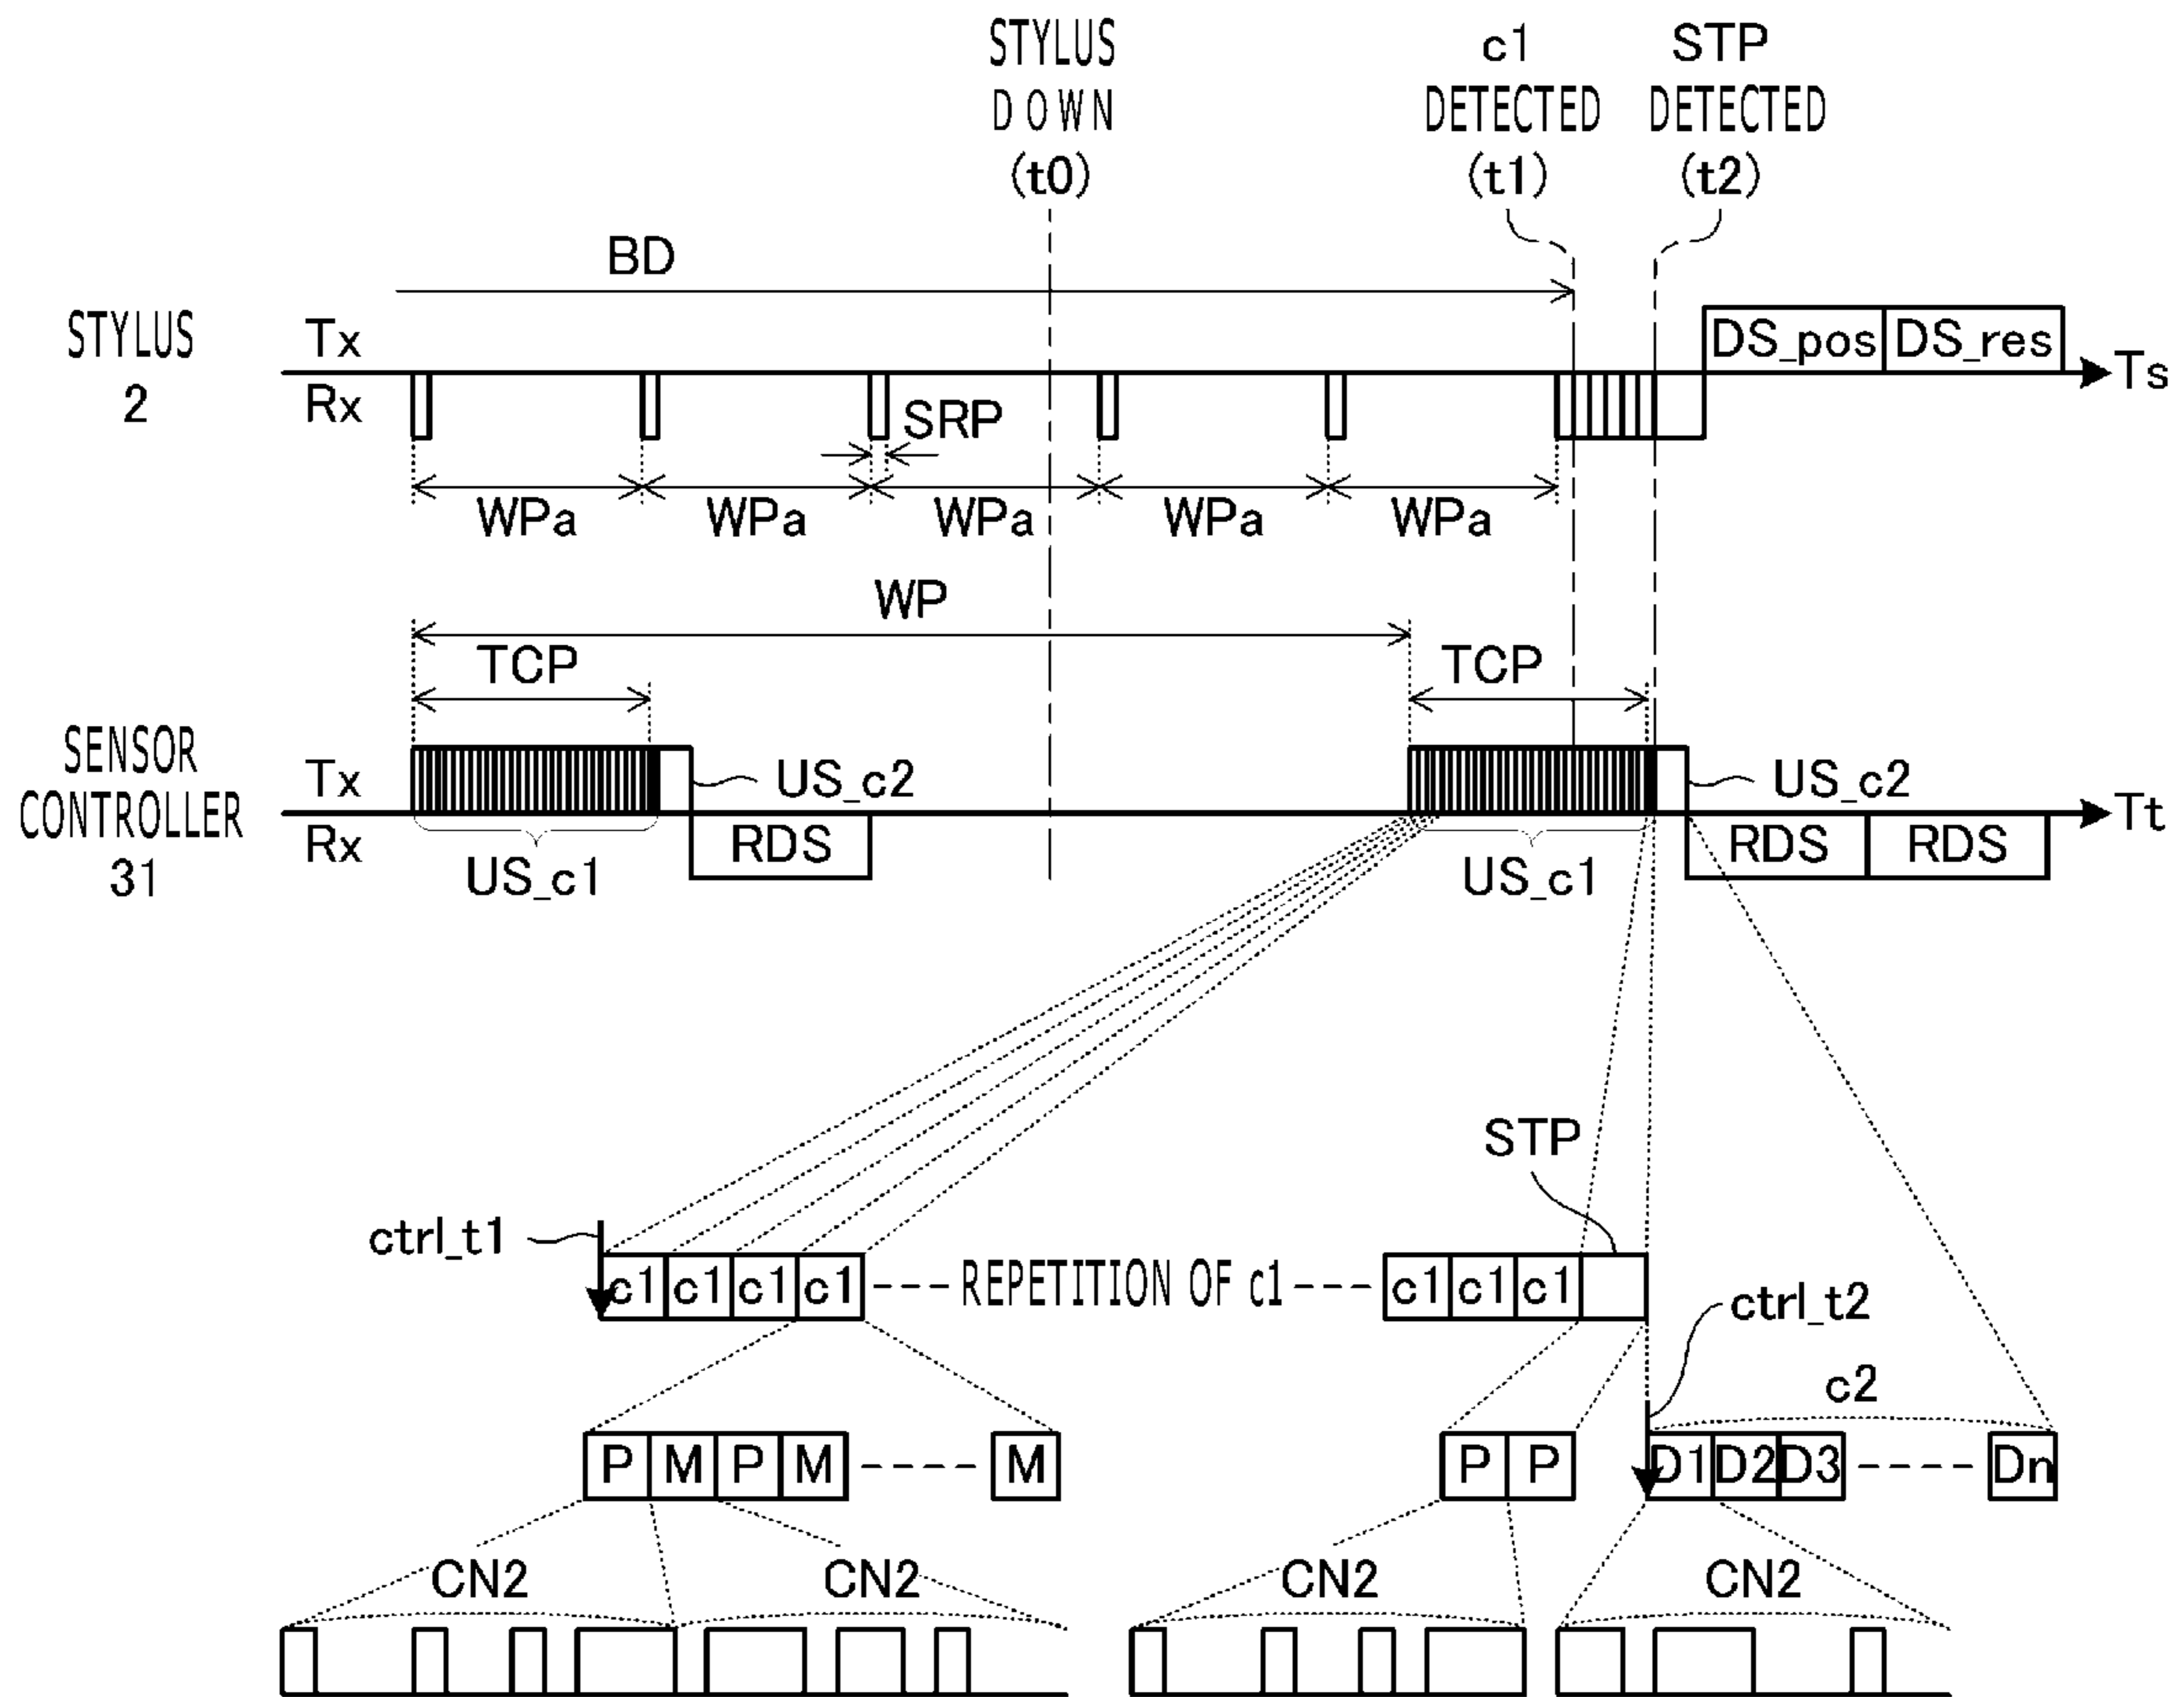 STYLUS
DOWN
(t0)
c1
DETECTED
(t1)
STP
DETECTED
(t2)
BD
STYLUS
2
Tx
Rx
DS_pos DS_res
Ts
SRP
WPa WPa WPa WPa WPa
WP
TCP TCP
SENSOR
CONTROLLER
31
Tx
Rx
US_c2 US_c2
Tt
RDS RDS RDS
US_c1 US_c1
STP
ctrl_t1
c1 c1 c1 c1 ---- REPETITION OF c1 ---- c1 c1 c1
ctrl_t2
c2
P M P M ---- M P P D1 D2 D3 ---- Dn
CN2 CN2 CN2 CN2